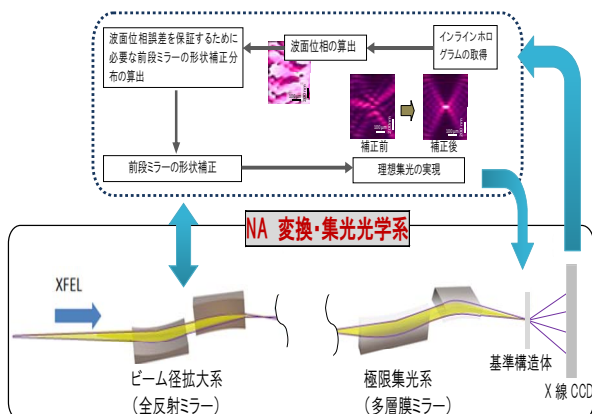 波面位相誤差を保証するために
必要な前段ミラーの形状補正分
布の算出
波面位相の算出
インラインホロ
グラムの取得
補正前
補正後
前段ミラーの形状補正
理想集光の実現
NA 変換・集光光学系
XFEL
ビーム径拡大系
(全反射ミラー)
極限集光系
(多層膜ミラー)
基準構造体
X 線 CCD